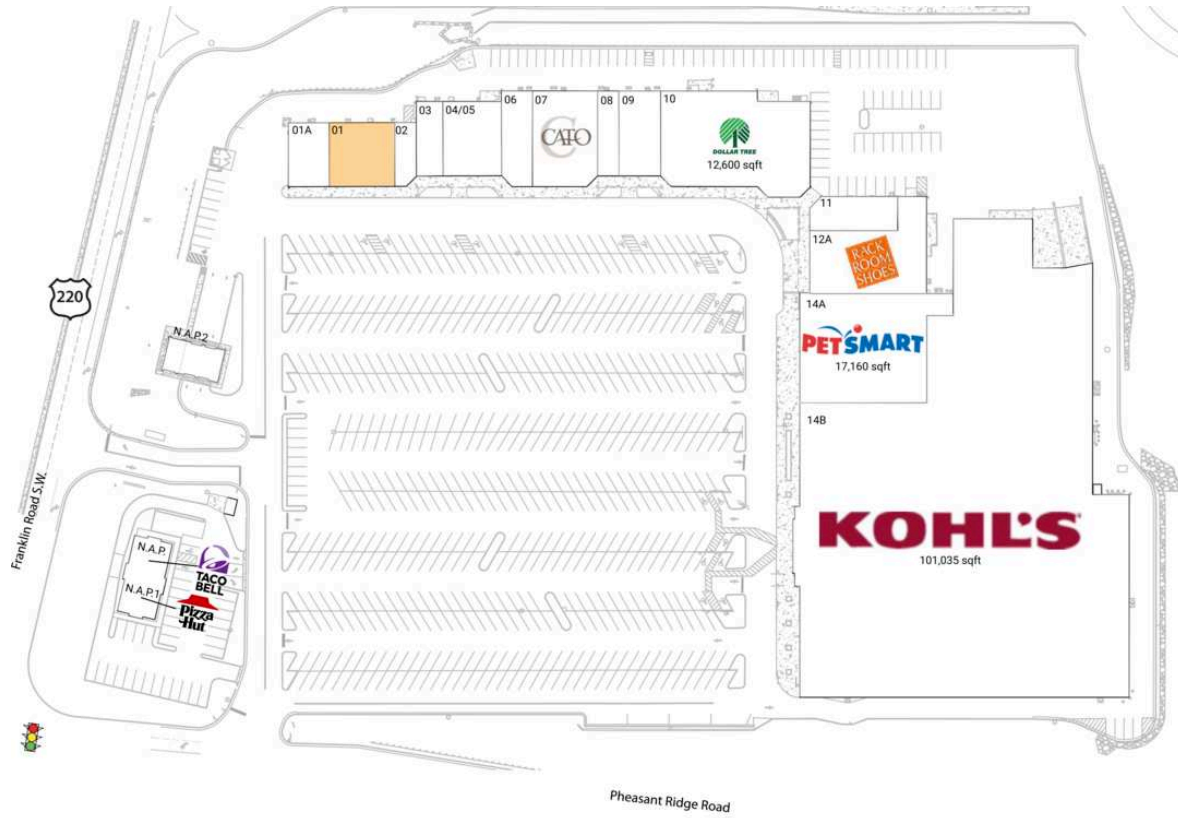 01A
01
02
03
04/05
06
07
CATO
08
09
10
DOLLAR TREE
12,600 sqft
11
12A
RACK
ROOM
SHOES
14A
PETSMART
17,160 sqft
14B
KOHL'S
101,035 sqft
220
N.A.P.2
Franklin Road S.W.
N.A.P.
TACO
BELL
N.A.P.1
Pizza
Hut
Pheasant Ridge Road